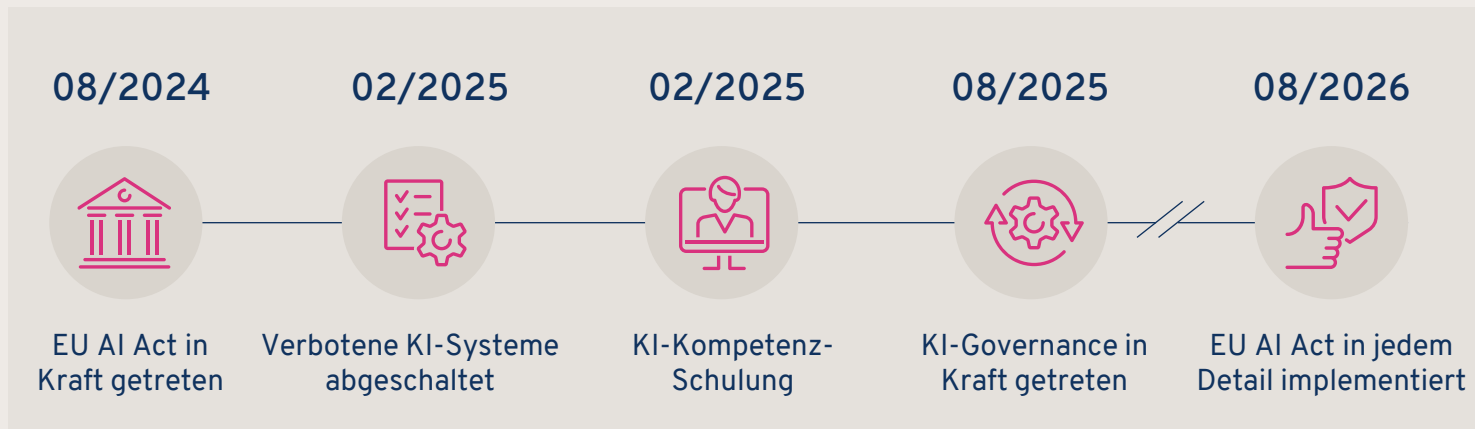 08/2024
02/2025
02/2025
08/2025
08/2026
EU AI Act in
Kraft getreten
Verbotene KI-Systeme
abgeschaltet
KI-Kompetenz-
Schulung
KI-Governance in
Kraft getreten
EU AI Act in jedem
Detail implementiert